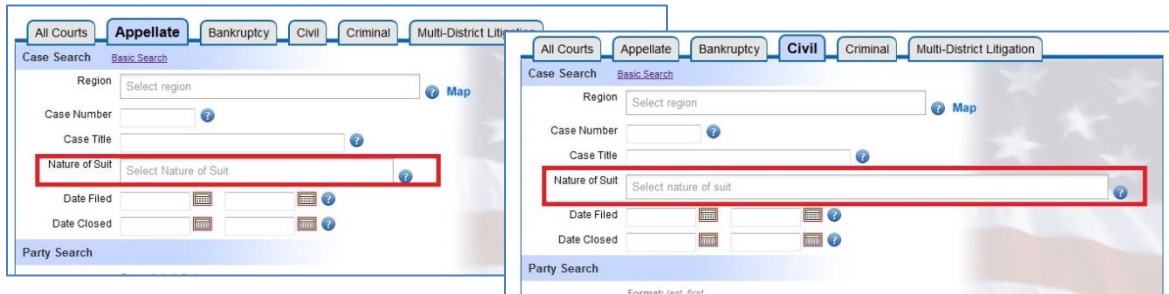 All Courts Appellate Bankruptcy Civil Criminal Multi-District
Case Search Basic Search
Region Select region ? Map
Case Number ?
Case Title ?
Nature of Suit Select Nature of Suit ?
Date Filed ?
Date Closed ?
Party Search
All Courts Appellate Bankruptcy Civil Criminal Multi-District Litigation
Case Search Basic Search
Region Select region ? Map
Case Number ?
Case Title ?
Nature of Suit Select nature of suit ?
Date Filed ?
Date Closed ?
Party Search
Format: last, first